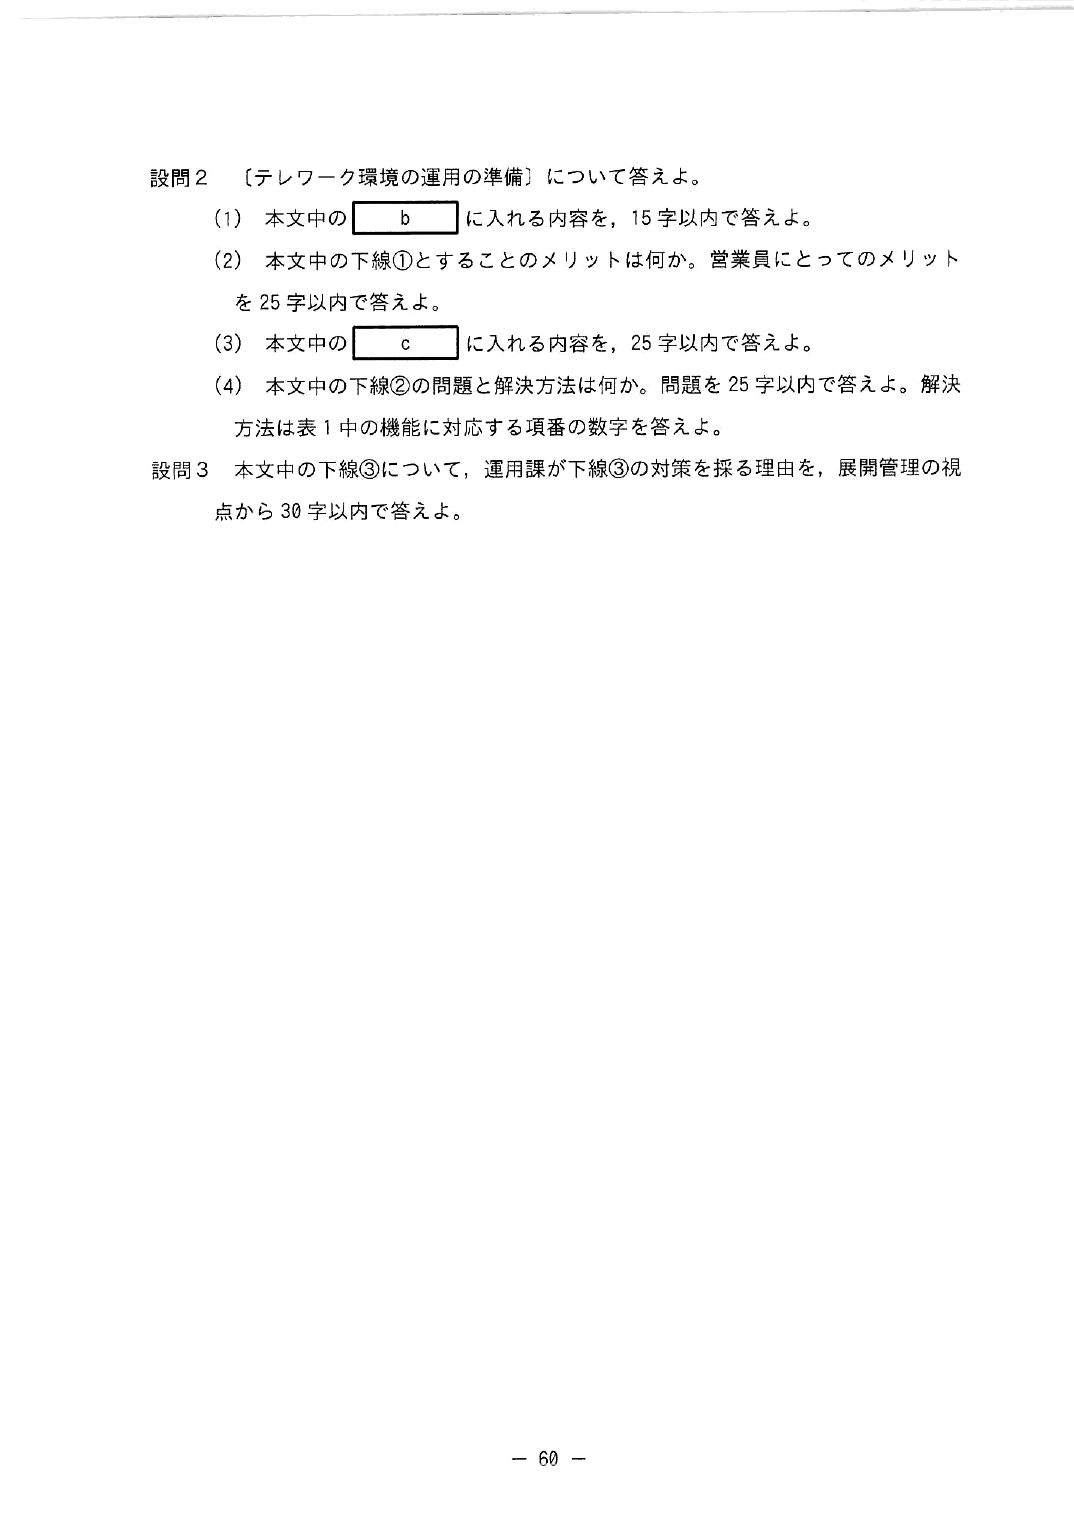 設問２　〔テレワーク環境の運用の準備〕について答えよ。
(1)　本文中の b に入れる内容を，15字以内で答えよ。
(2)　本文中の下線①とすることのメリットは何か。営業員にとってのメリット
を25字以内で答えよ。
(3)　本文中の c に入れる内容を，25字以内で答えよ。
(4)　本文中の下線②の問題と解決方法は何か。問題を25字以内で答えよ。解決
方法は表１中の機能に対応する項番の数字を答えよ。
設問３　本文中の下線③について，運用課が下線③の対策を採る理由を，展開管理の視
点から30字以内で答えよ。
― 60 ―